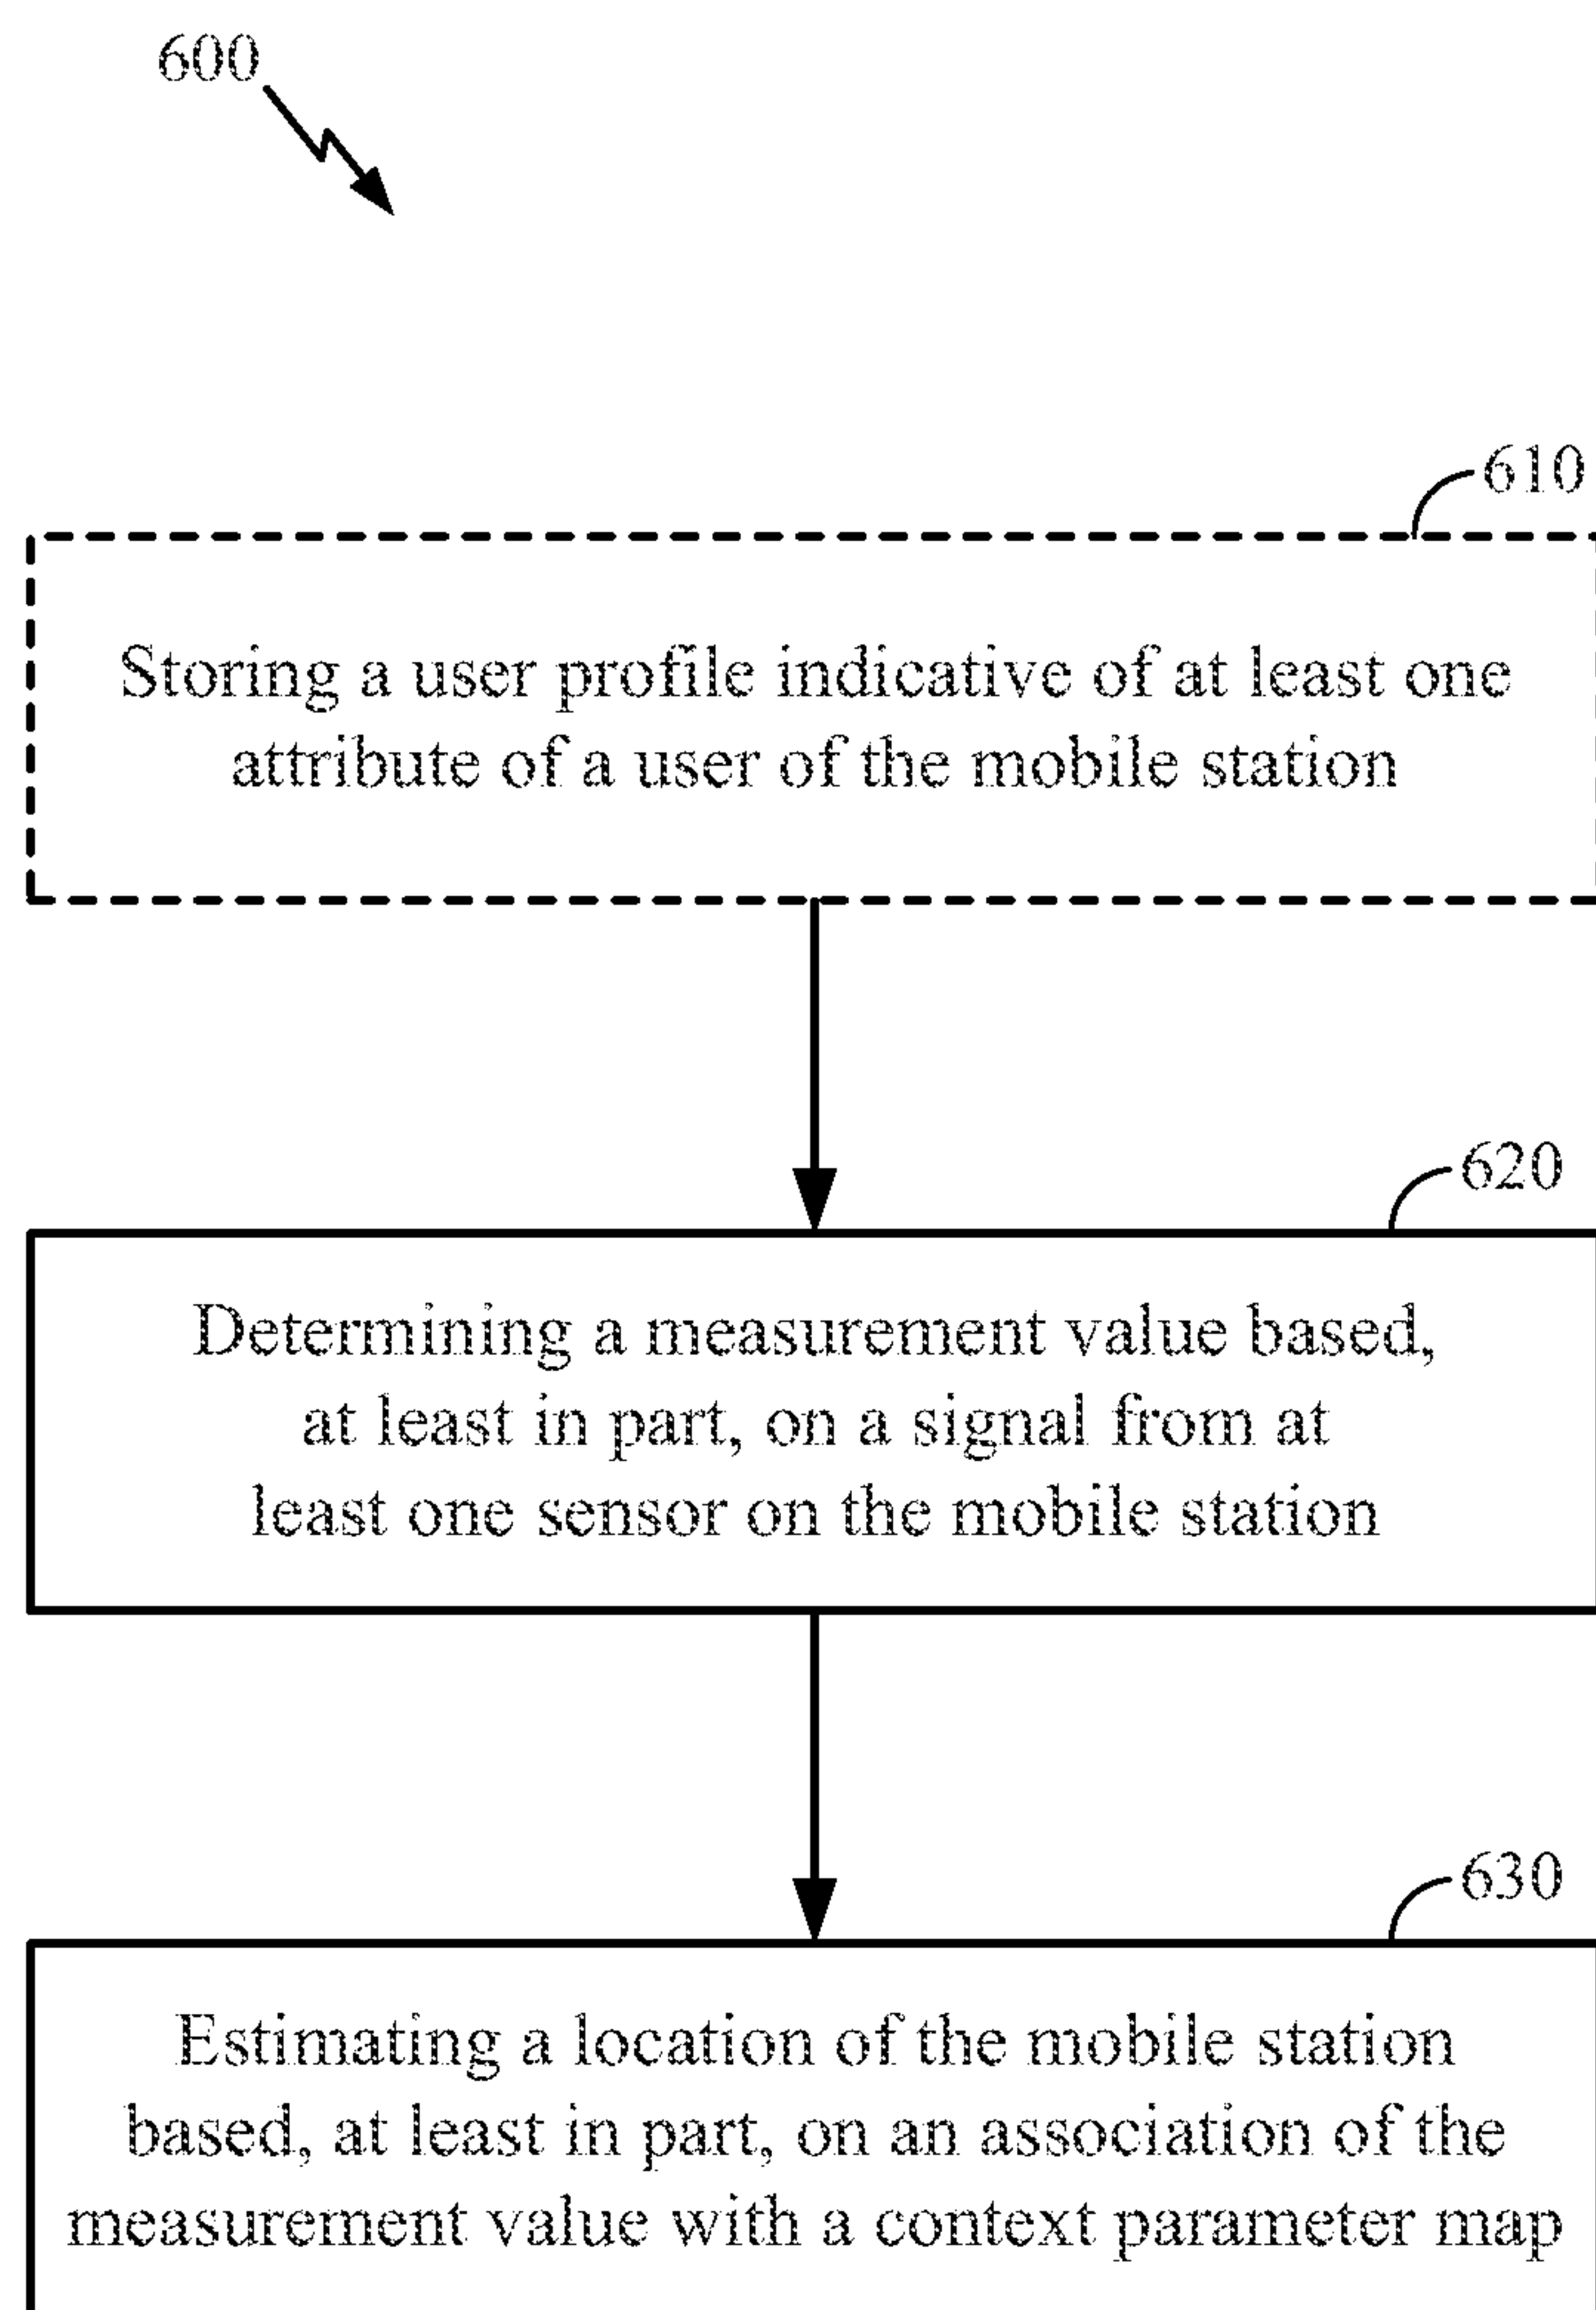 600
610
Storing a user profile indicative of at least one
attribute of a user of the mobile station
620
Determining a measurement value based,
at least in part, on a signal from at
least one sensor on the mobile station
630
Estimating a location of the mobile station
based, at least in part, on an association of the
measurement value with a context parameter map